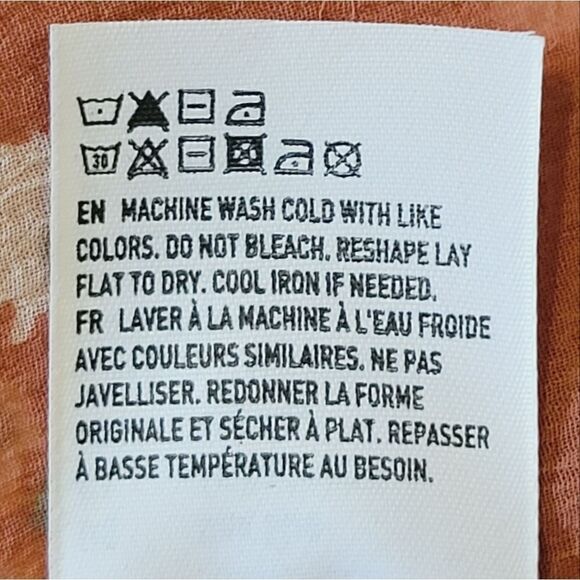 30
EN MACHINE WASH COLD WITH LIKE
COLORS. DO NOT BLEACH. RESHAPE LAY
FLAT TO DRY. COOL IRON IF NEEDED.
FR LAVER À LA MACHINE À L'EAU FROIDE
AVEC COULEURS SIMILAIRES. NE PAS
JAVELLISER. REDONNER LA FORME
ORIGINALE ET SÉCHER À PLAT. REPASSER
À BASSE TEMPÉRATURE AU BESOIN.